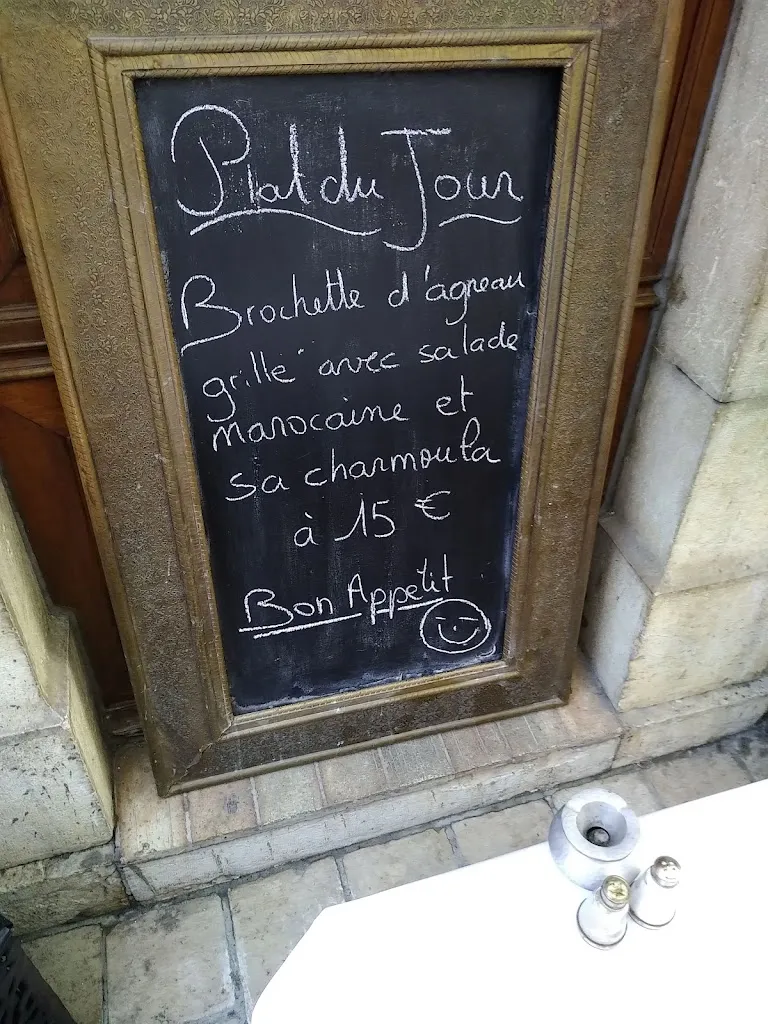 Plat du Jour
Brochette d'agneau
grillé avec salade
marocaine et
sa charmoula
à 15 €
Bon Appetit